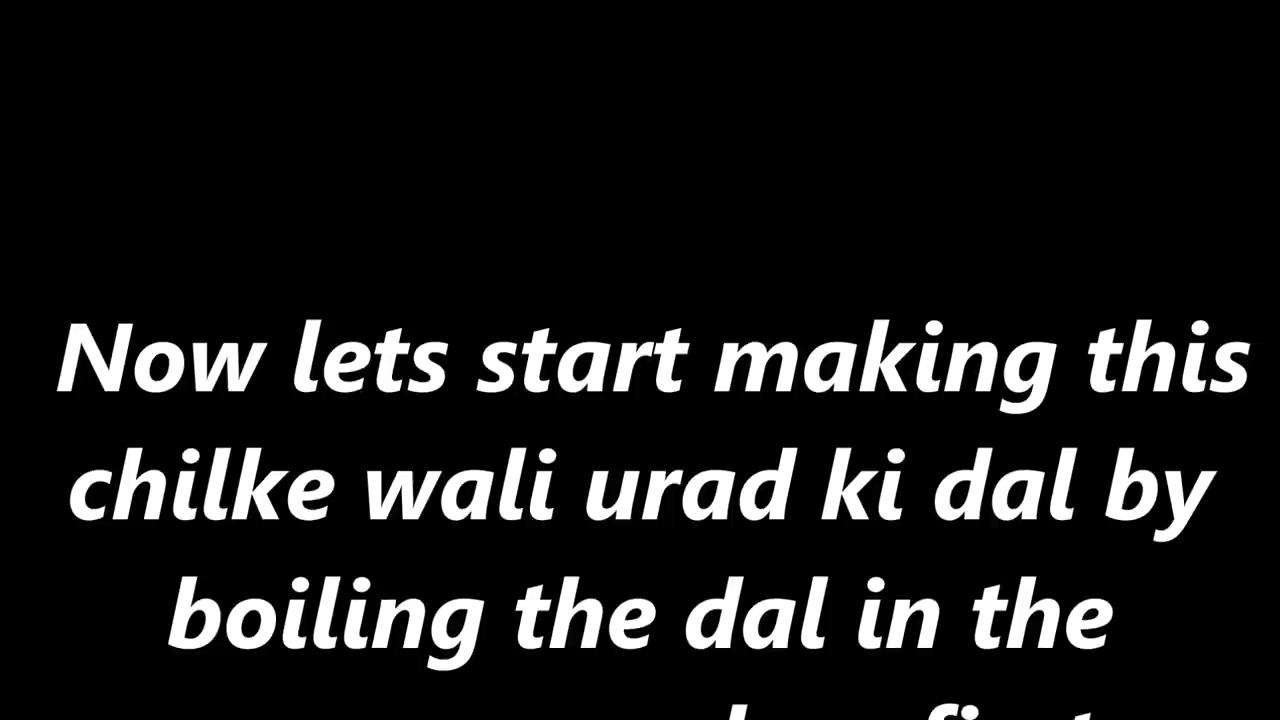 Now lets start making this
chilke wali urad ki dal by
boiling the dal in the